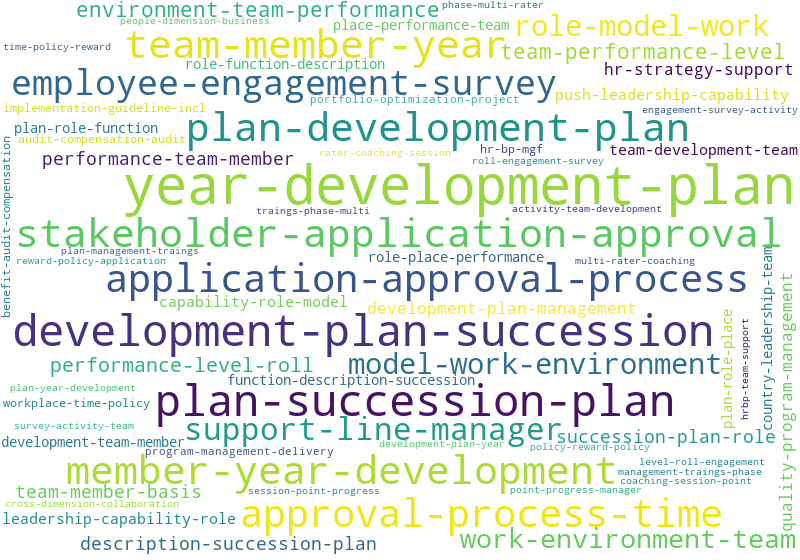 environment-team-performance
phase-multi-rater
people-dimension-business
place-performance-team
role-model-work
time-policy-reward
team-member-year
team-performance-level
role-function-description
hr-strategy-support
employee-engagement-survey
push-leadership-capability
portfolio-optimization-project
implementation-guideline-incl
engagement-survey-activity
plan-role-function
plan-development-plan
audit-compensation-audit
hr-bp-mgf
team-development-team
performance-team-member
rater-coaching-session
roll-engagement-survey
benefit-audit-compensation
year-development-plan
traings-phase-multi
activity-team-development
stakeholder-application-approval
plan-management-traings
role-place-performance
reward-policy-application
multi-rater-coaching
country-leadership-team
application-approval-process
quality-program-management
capability-role-model
development-plan-management
development-plan-succession
plan-role-place
hrbp-team-support
performance-level-roll
model-work-environment
function-description-succession
plan-year-development
plan-succession-plan
workplace-time-policy
support-line-manager
survey-activity-team
succession-plan-role
development-team-member
development-plan-year
policy-reward-policy
program-management-delivery
member-year-development
level-roll-engagement
management-traings-phase
coaching-session-point
team-member-basis
session-point-progress
point-progress-manager
cross-dimension-collaboration
approval-process-time
leadership-capability-role
description-succession-plan
work-environment-team